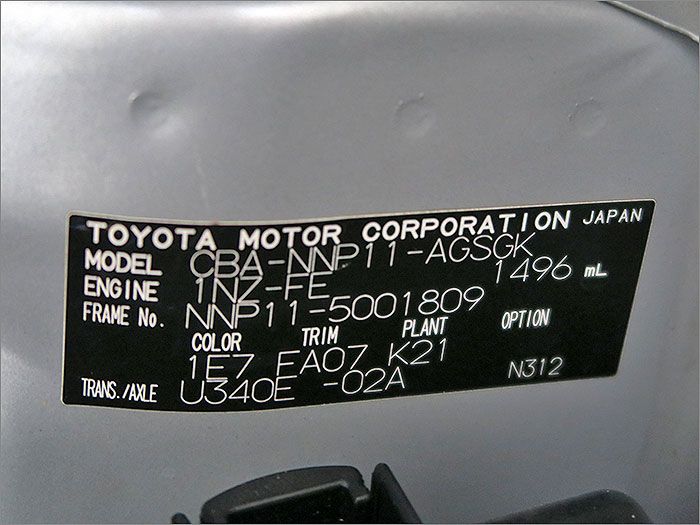 TOYOTA MOTOR CORPORATION JAPAN
MODEL CBA-NNP11-AGSGK
ENGINE 1NZ-FE 1496 mL
FRAME No. NNP11-5001809
COLOR TRIM PLANT OPTION
1E7 FA07 K21
TRANS./AXLE U340E -02A N312